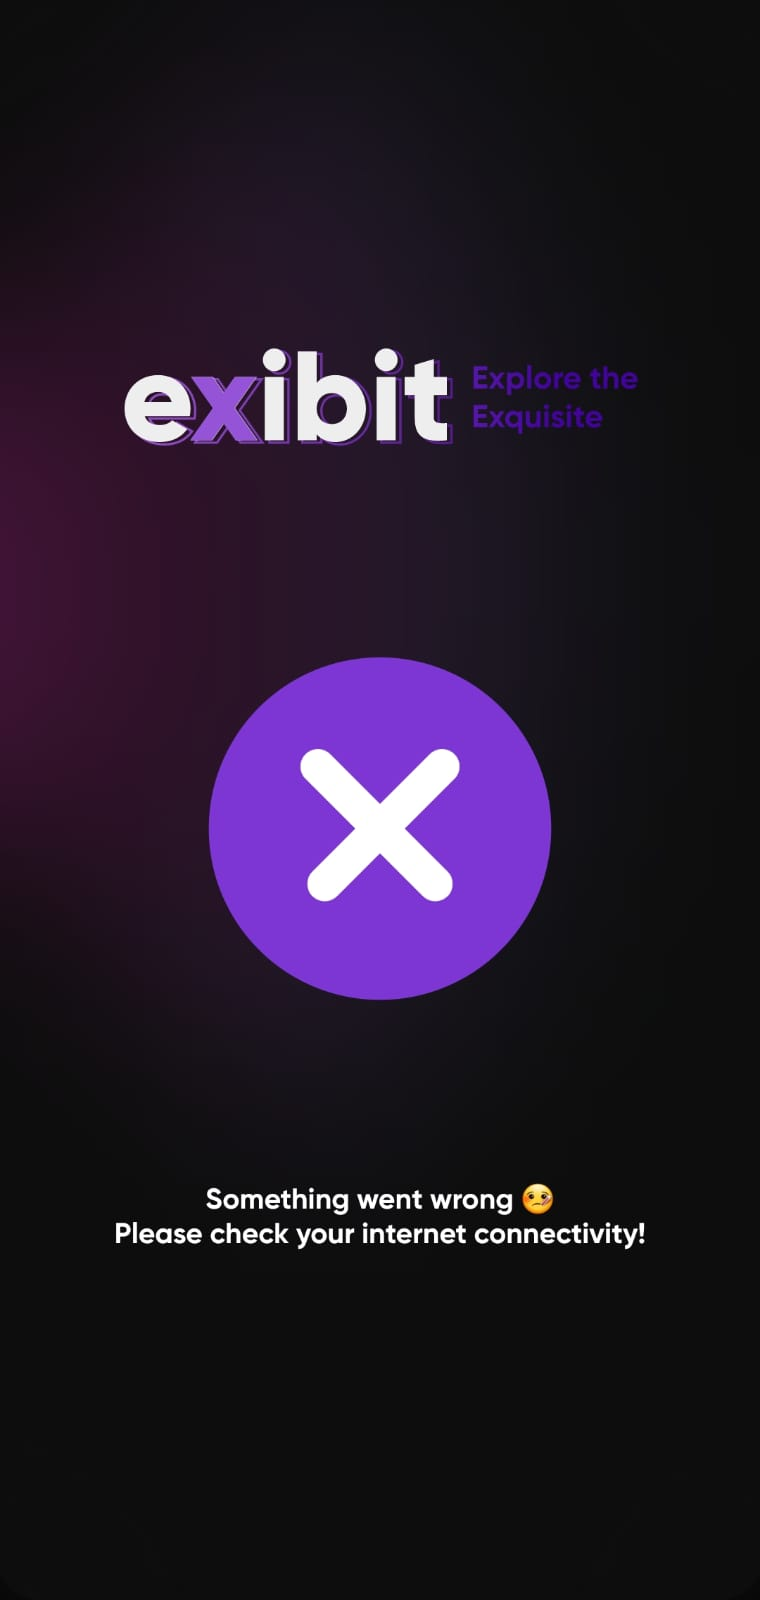 exibit
Explore the
Exquisite
Something went wrong 🤒
Please check your internet connectivity!